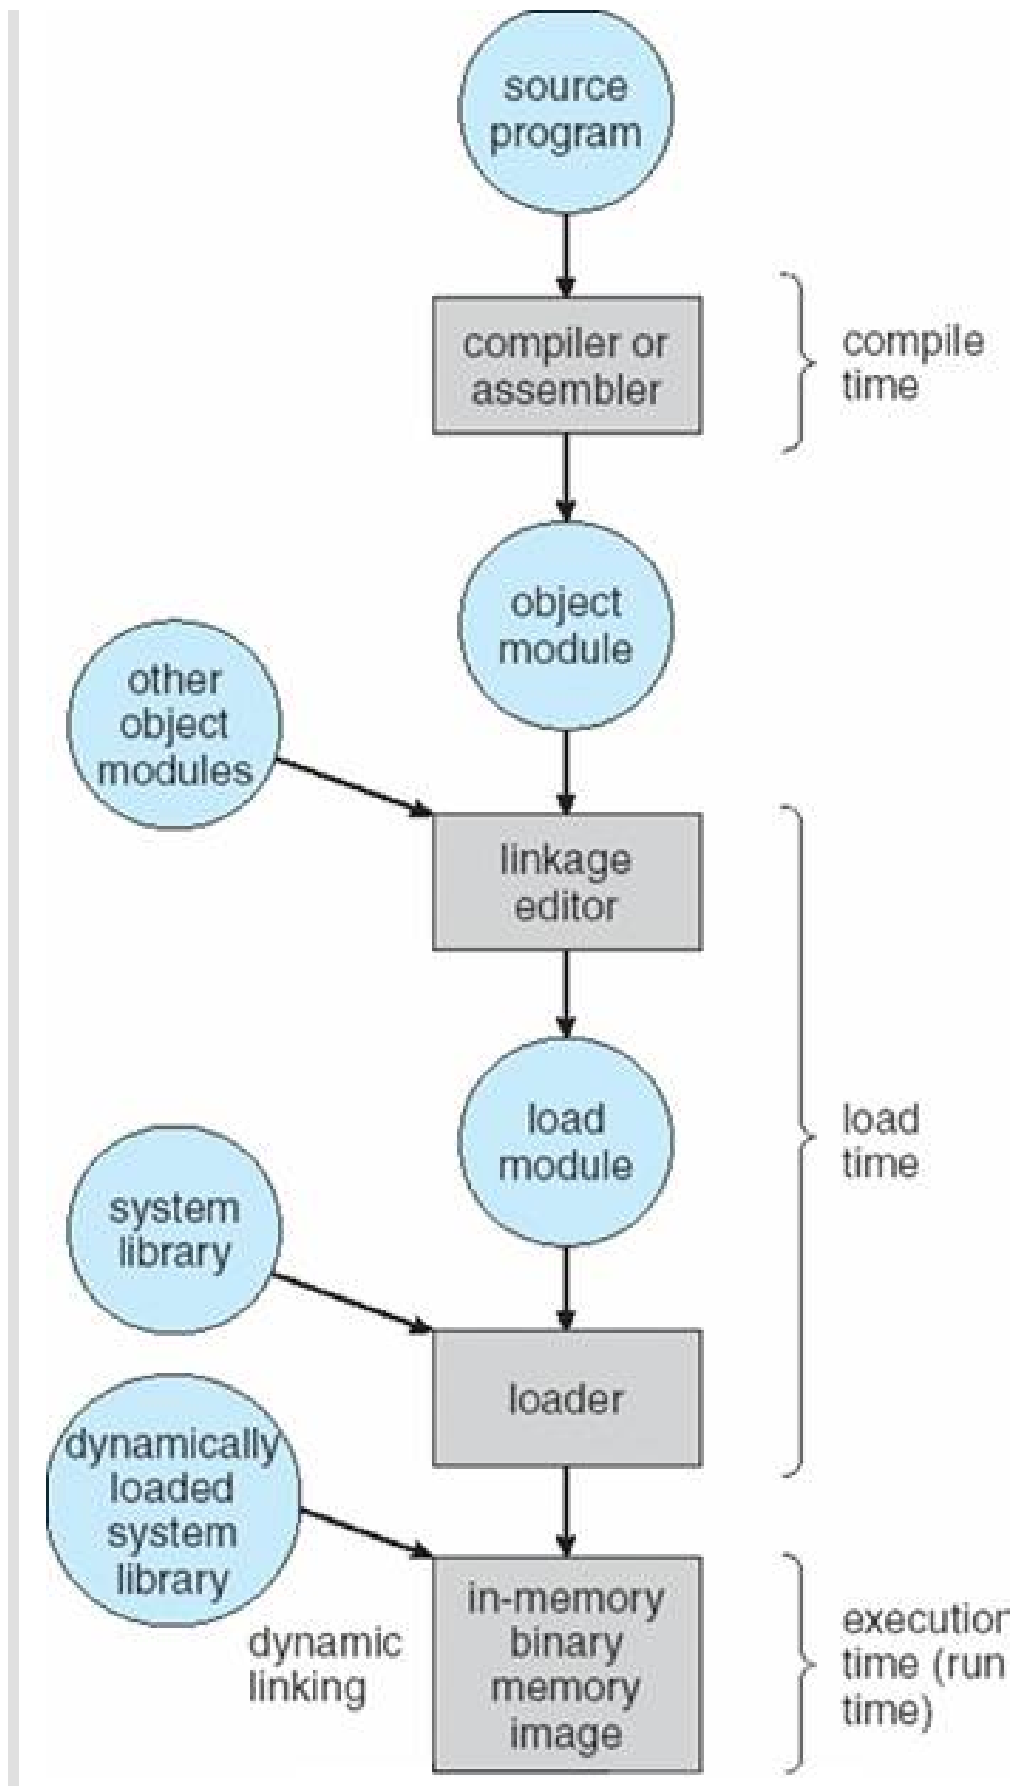 source
program
compiler or
assembler
compile
time
object
module
other
object
modules
linkage
editor
load
module
load
time
system
library
loader
dynamically
loaded
system
library
dynamic
linking
in-memory
binary
memory
image
execution
time (run
time)